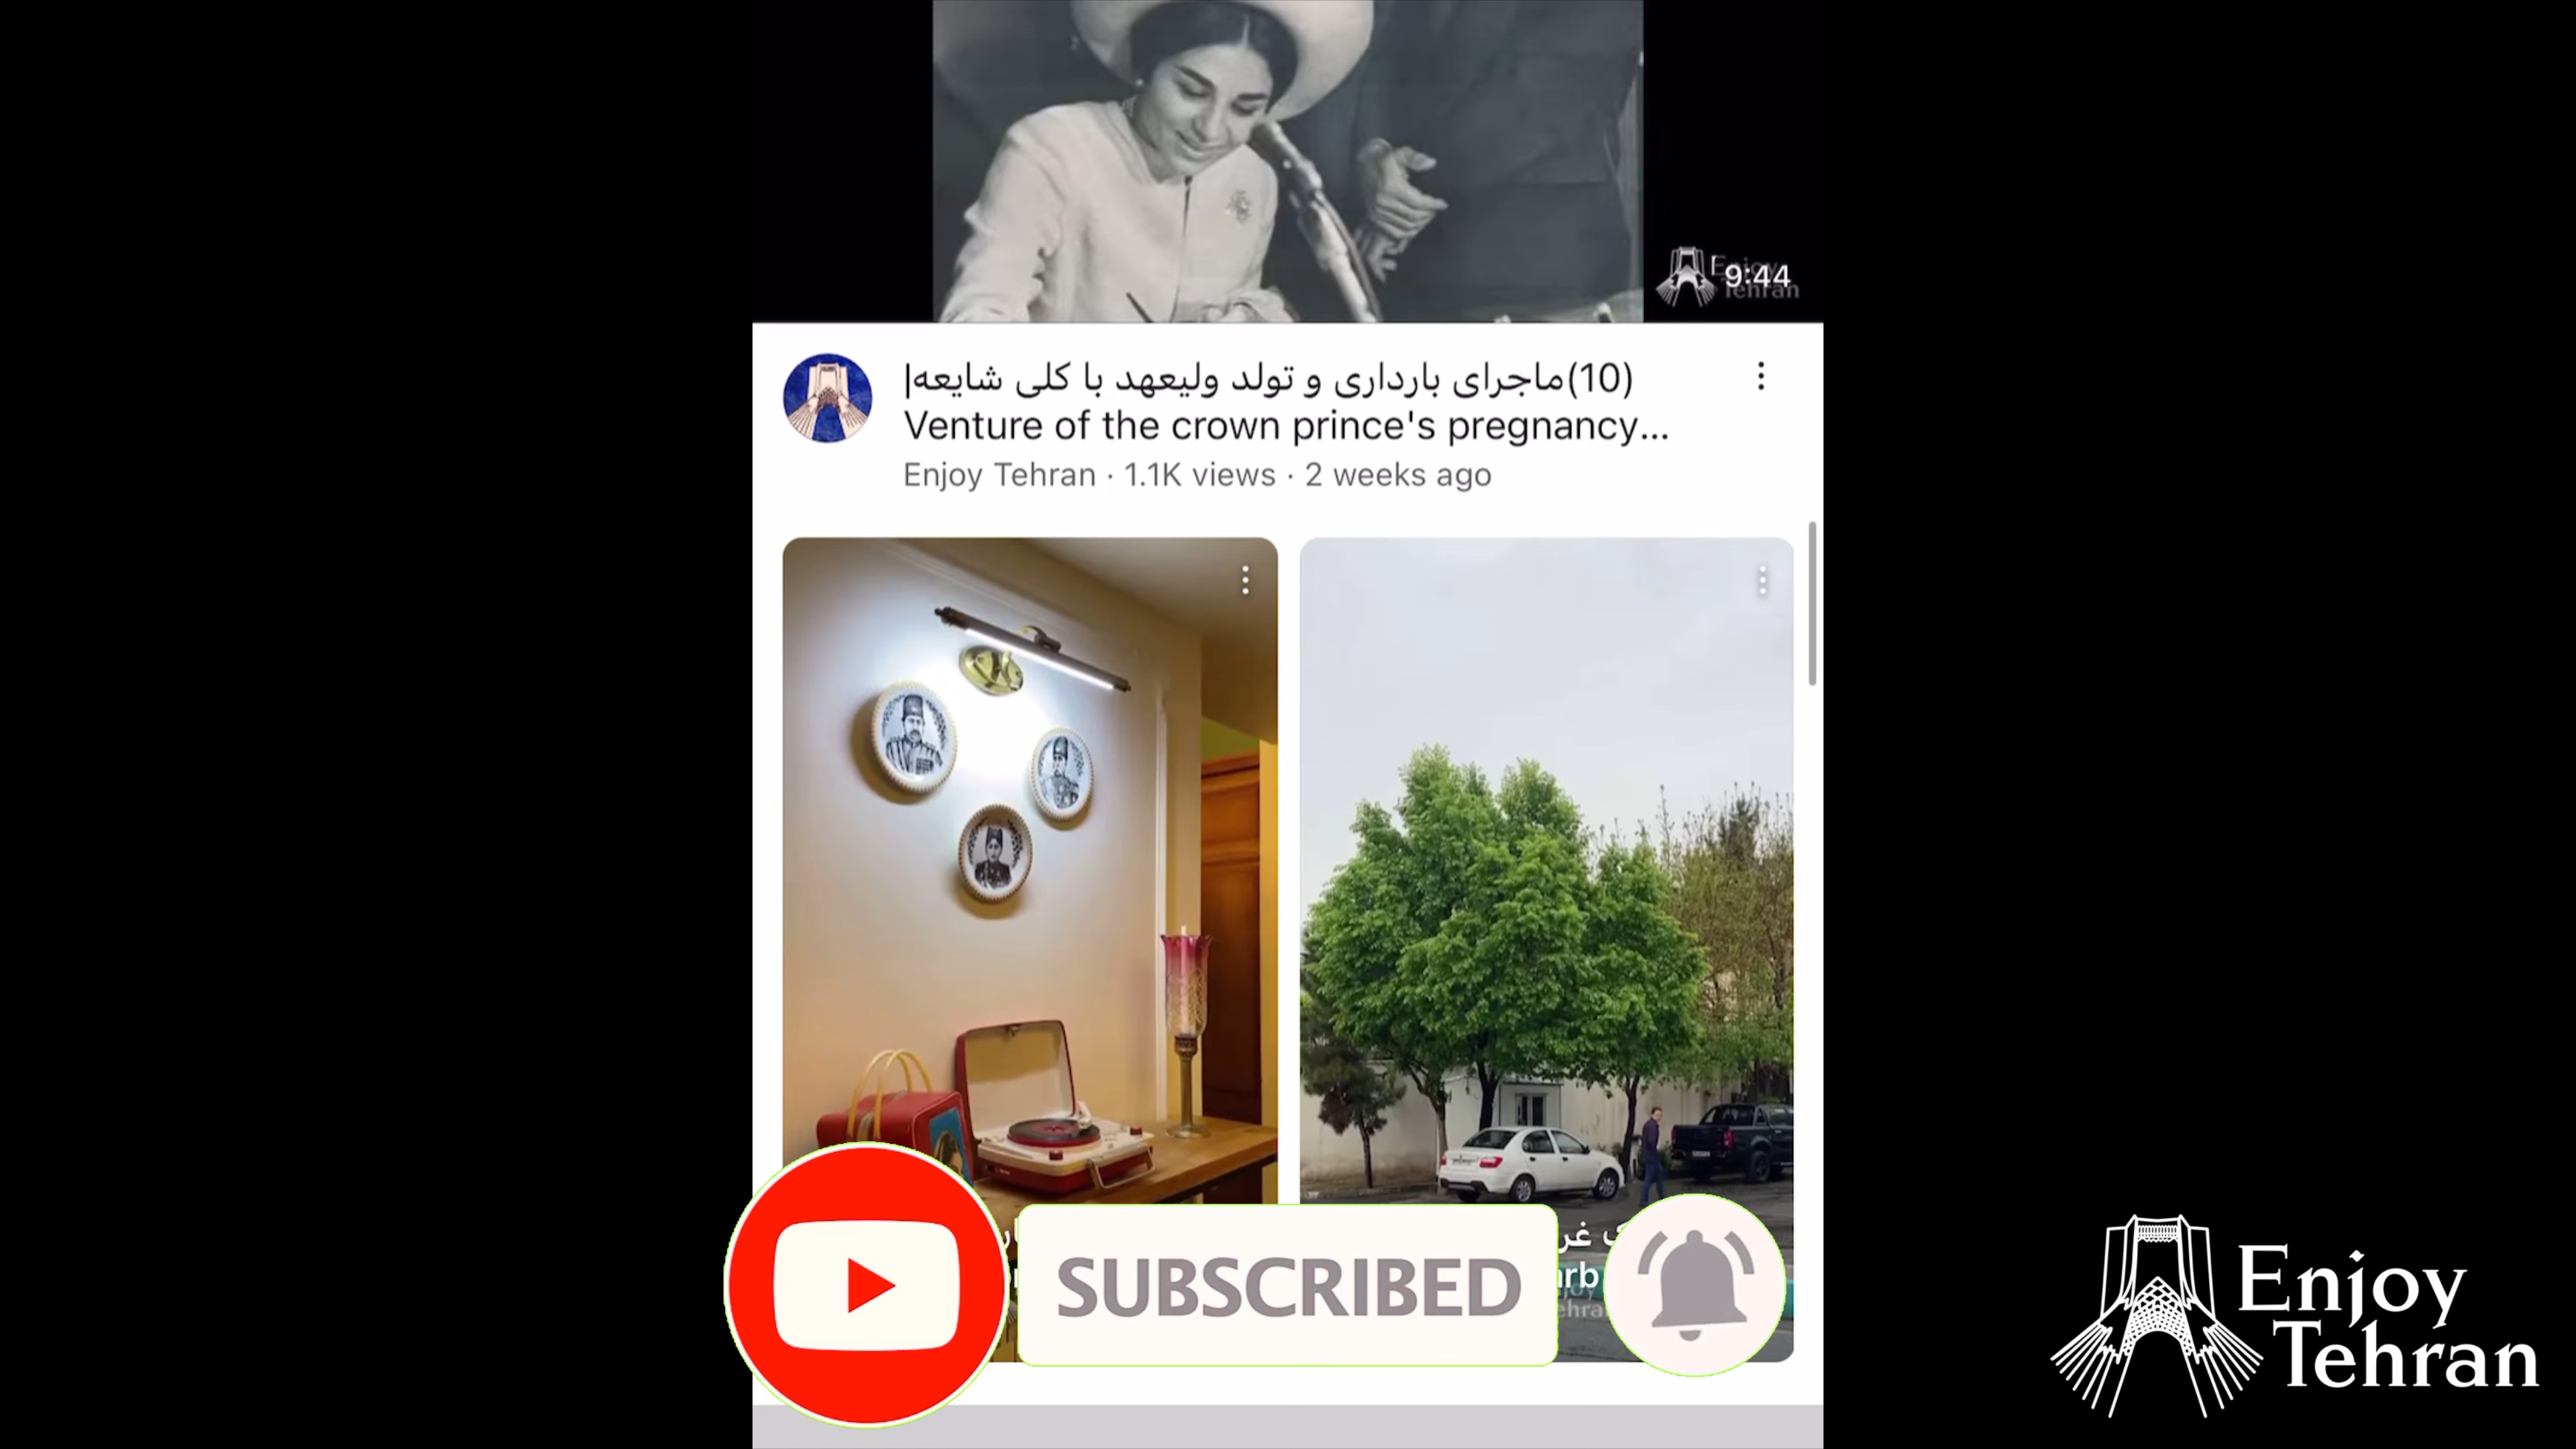 9:44
(10)ماجرای بارداری و تولد ولیعهد با کلی شایعه|
Venture of the crown prince's pregnancy...
Enjoy Tehran · 1.1K views · 2 weeks ago
SUBSCRIBED
Enjoy
Tehran